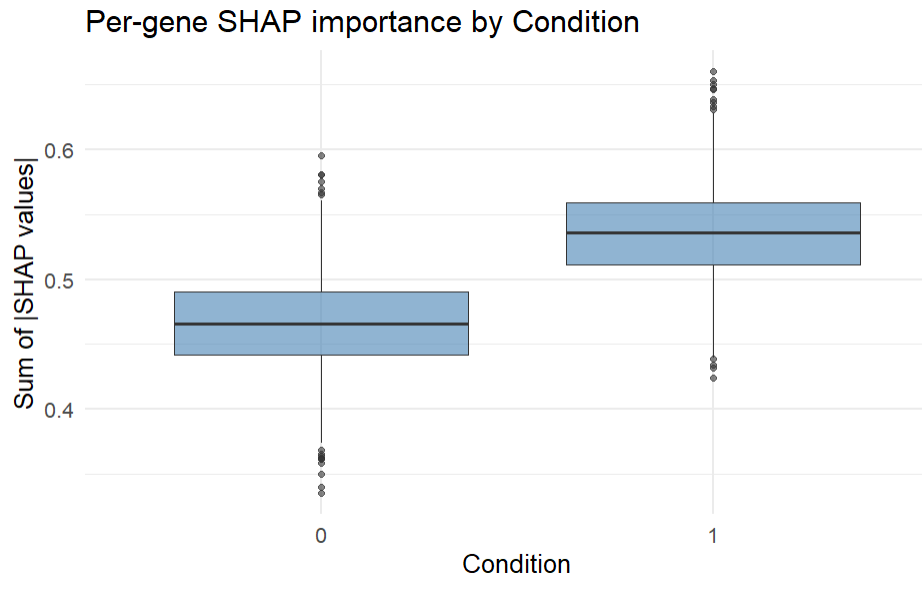 Per-gene SHAP importance by Condition
Sum of |SHAP values|
0.6
0.5
0.4
0
1
Condition